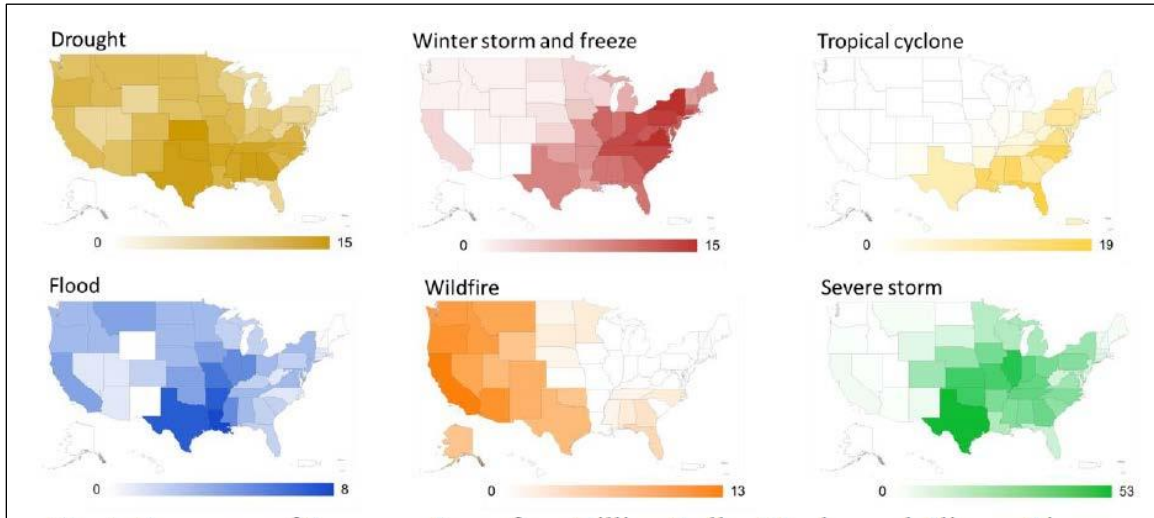 Drought
Winter storm and freeze
Tropical cyclone
0 15
0 15
0 19
Flood
Wildfire
Severe storm
0 8
0 13
0 53